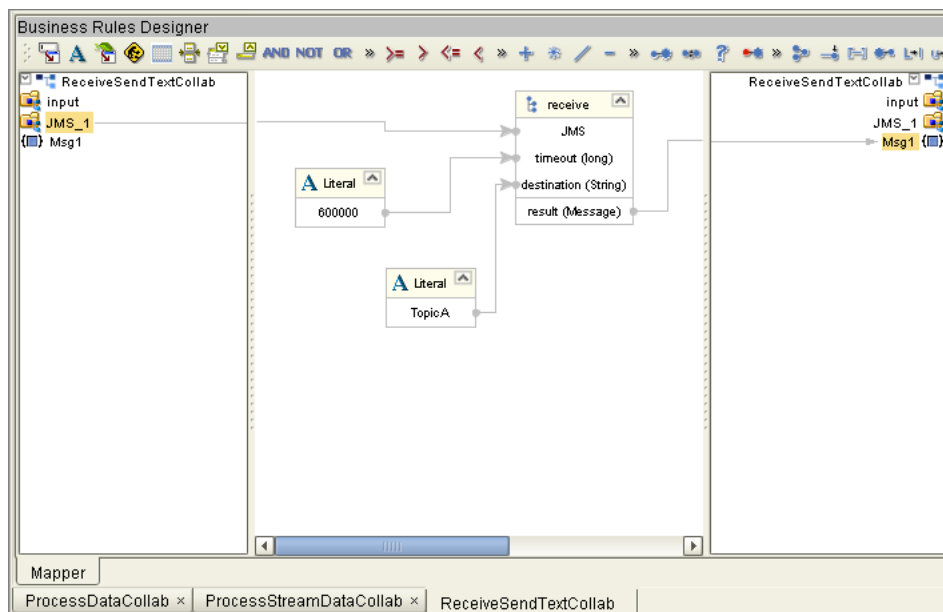 Business Rules Designer
A AND NOT OR » >= > <= < » + * / - » ? »
ReceiveSendTextCollab
input
JMS_1
{} Msg1
receive
JMS
timeout (long)
destination (String)
result (Message)
A Literal
600000
A Literal
TopicA
ReceiveSendTextCollab
input
JMS_1
Msg1 {}
Mapper
ProcessDataCollab × ProcessStreamDataCollab × ReceiveSendTextCollab